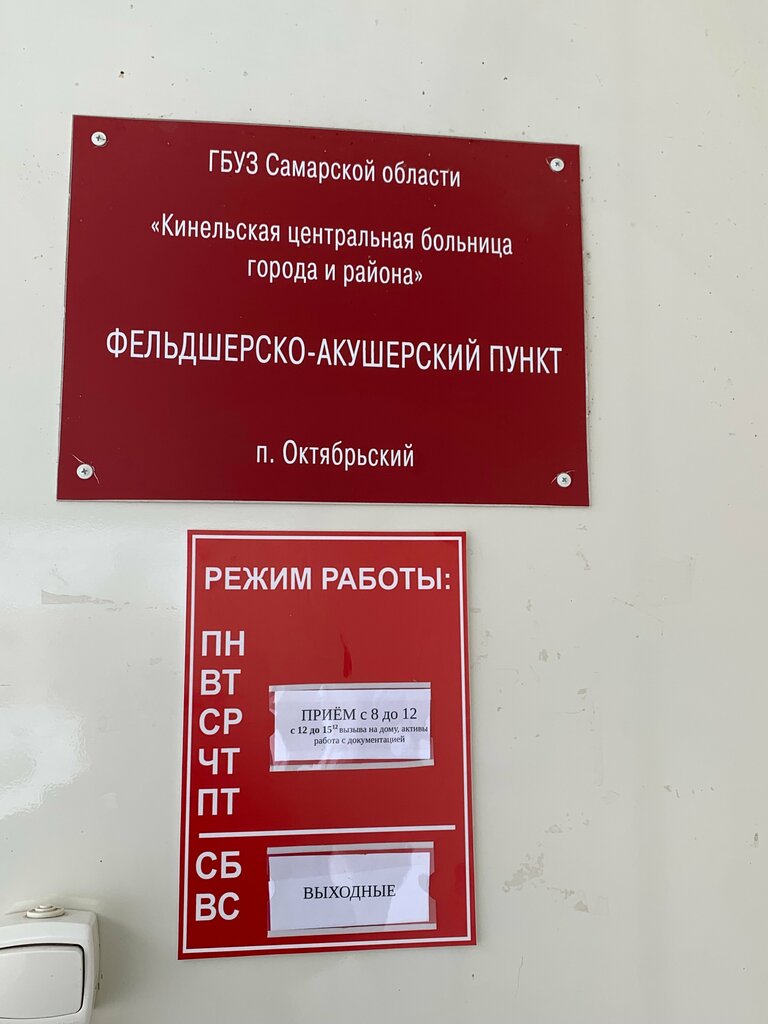 ГБУЗ Самарской области
«Кинельская центральная больница
города и района»
ФЕЛЬДШЕРСКО-АКУШЕРСКИЙ ПУНКТ
п. Октябрьский
РЕЖИМ РАБОТЫ:
ПН
ВТ
СР
ЧТ
ПТ
ПРИЁМ с 8 до 12
с 12 до 15¹² вызыва на дому, активы
работа с документацией
СБ
ВС
ВЫХОДНЫЕ